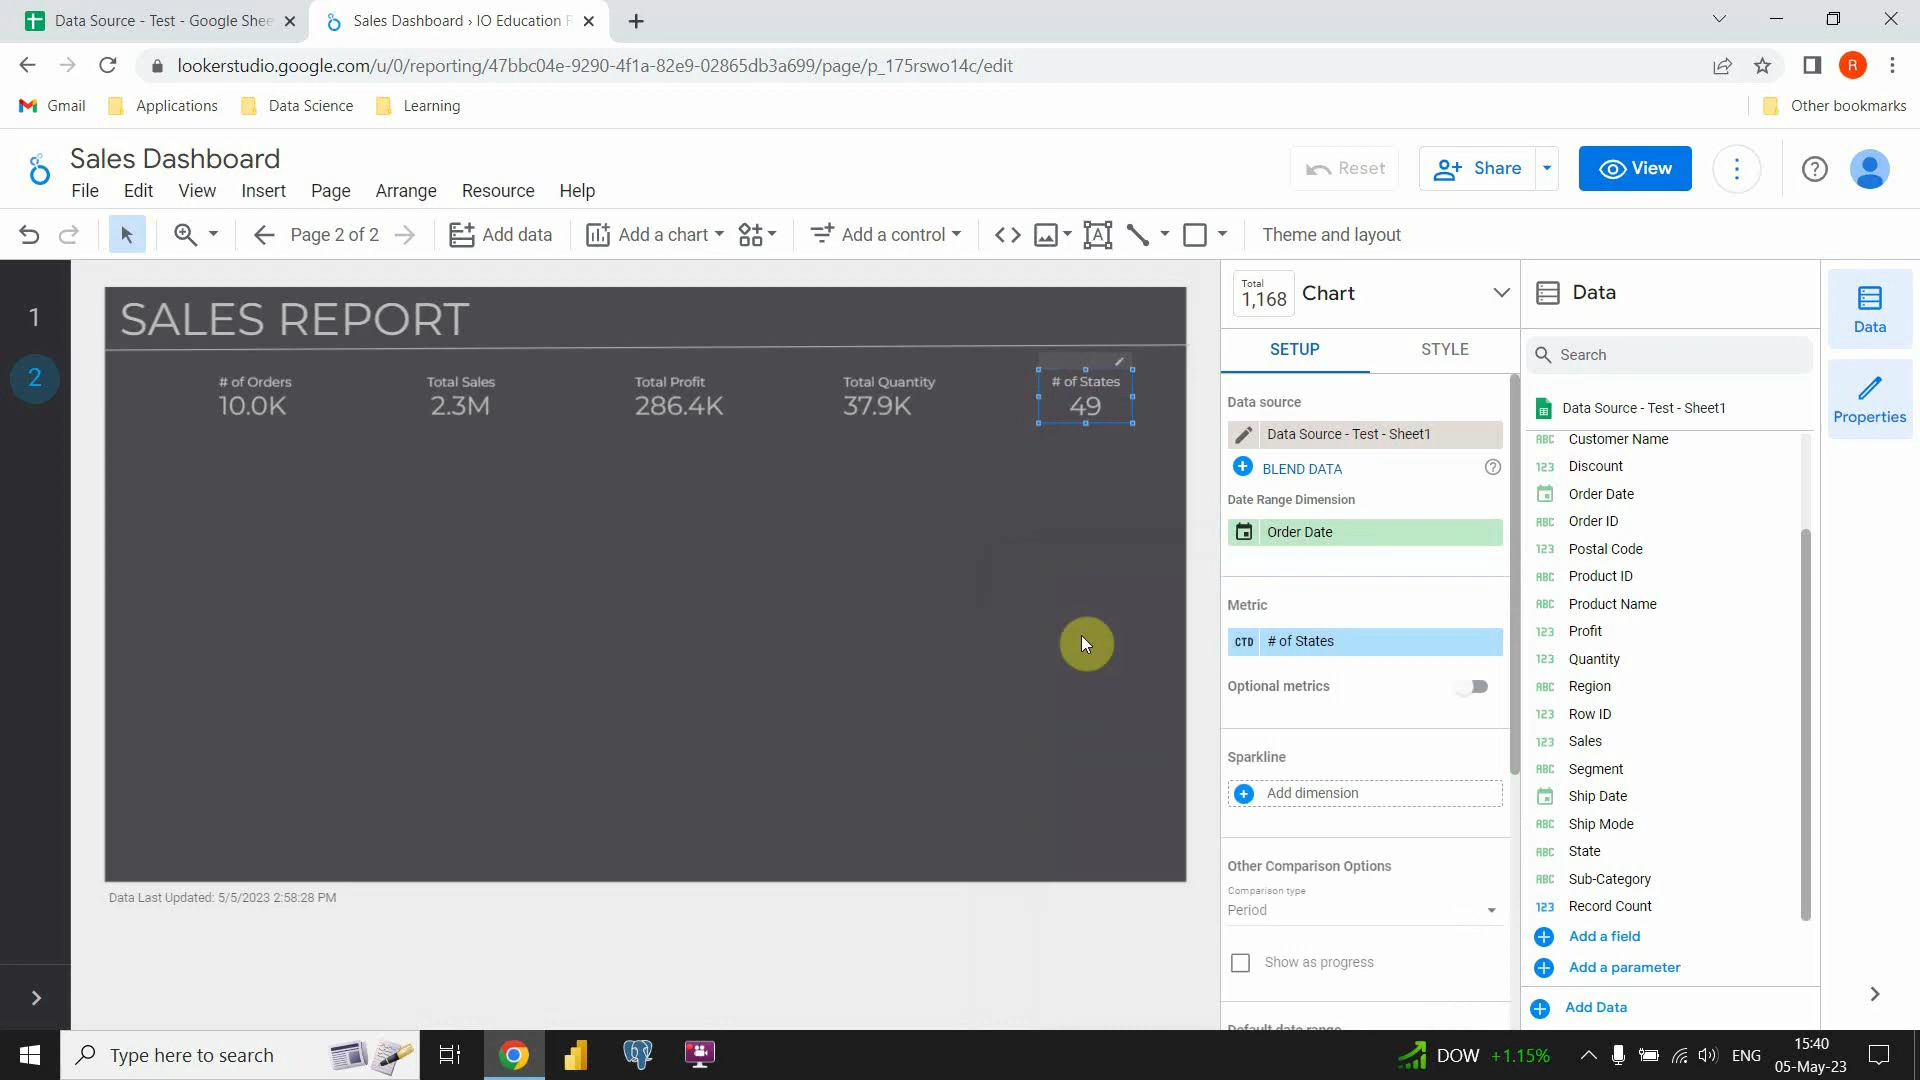 Data Source - Test - Google Shee
Sales Dashboard › IO Education R
lookerstudio.google.com/u/0/reporting/47bbc04e-9290-4f1a-82e9-02865db3a699/page/p_175rswo14c/edit
R
Gmail
Applications
Data Science
Learning
Other bookmarks
Sales Dashboard
File
Edit
View
Insert
Page
Arrange
Resource
Help
Reset
Share
View
Page 2 of 2
Add data
Add a chart
Add a control
Theme and layout
1
2
SALES REPORT
# of Orders
10.0K
Total Sales
2.3M
Total Profit
286.4K
Total Quantity
37.9K
# of States
49
Data Last Updated: 5/5/2023 2:58:28 PM
Total
1,168
Chart
SETUP
STYLE
Data source
Data Source - Test - Sheet1
BLEND DATA
Date Range Dimension
Order Date
Metric
CTD
# of States
Optional metrics
Sparkline
Add dimension
Other Comparison Options
Comparison type
Period
Show as progress
Default date range
Data
Search
Data Source - Test - Sheet1
ABC Customer Name
123 Discount
Order Date
ABC Order ID
123 Postal Code
ABC Product ID
ABC Product Name
123 Profit
123 Quantity
ABC Region
123 Row ID
123 Sales
ABC Segment
Ship Date
ABC Ship Mode
ABC State
ABC Sub-Category
123 Record Count
Add a field
Add a parameter
Add Data
Data
Properties
Type here to search
DOW +1.15%
ENG
15:40
05-May-23